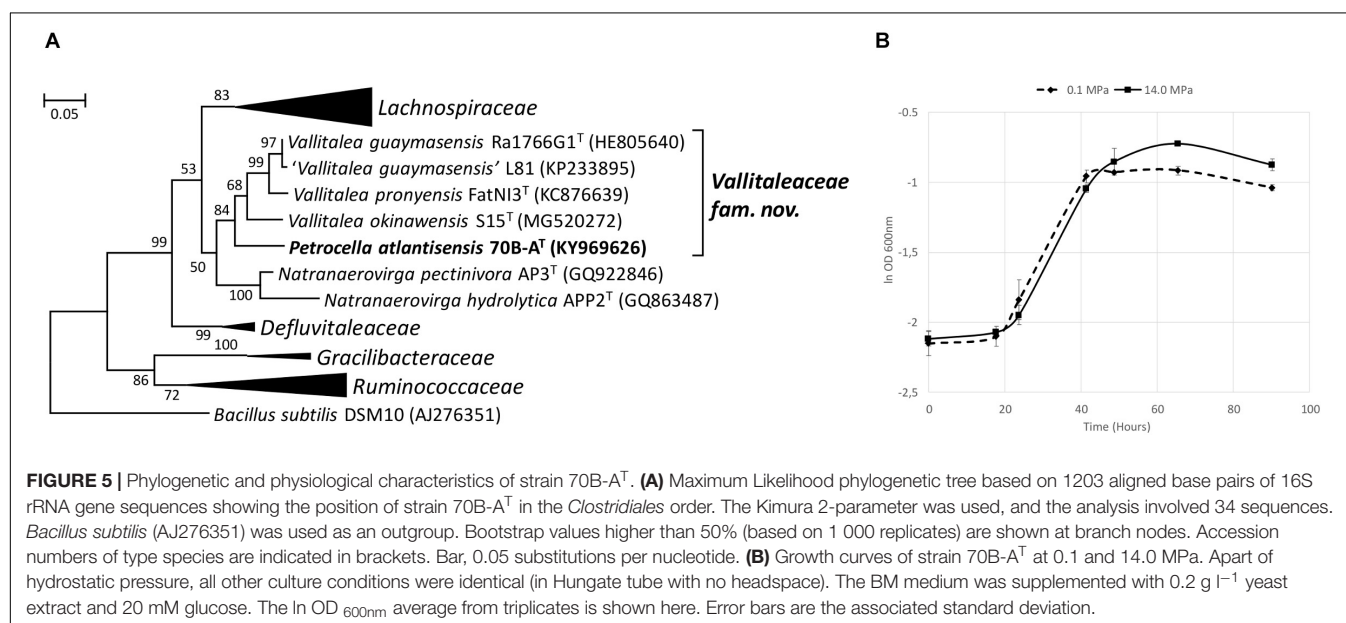 A
0.05
83
Lachnospiraceae
97
Vallitalea guaymasensis Ra1766G1T (HE805640)
99
'Vallitalea guaymasensis' L81 (KP233895)
53
68
Vallitalea pronyensis FatNI3T (KC876639)
84
Vallitalea okinawensis S15T (MG520272)
Vallitaleaceae
fam. nov.
99
Petrocella atlantisensis 70B-AT (KY969626)
50
Natranaerovirga pectinivora AP3T (GQ922846)
100
Natranaerovirga hydrolytica APP2T (GQ863487)
99
Defluvitaleaceae
100
Gracilibacteraceae
86
72
Ruminococcaceae
Bacillus subtilis DSM10 (AJ276351)
B
0.1 MPa 14.0 MPa
-0.5
-1
-1,5
-2
-2,5
ln OD 600nm
0 20 40 60 80 100
Time (Hours)
FIGURE 5 | Phylogenetic and physiological characteristics of strain 70B-AT. (A) Maximum Likelihood phylogenetic tree based on 1203 aligned base pairs of 16S
rRNA gene sequences showing the position of strain 70B-AT in the Clostridiales order. The Kimura 2-parameter was used, and the analysis involved 34 sequences.
Bacillus subtilis (AJ276351) was used as an outgroup. Bootstrap values higher than 50% (based on 1 000 replicates) are shown at branch nodes. Accession
numbers of type species are indicated in brackets. Bar, 0.05 substitutions per nucleotide. (B) Growth curves of strain 70B-AT at 0.1 and 14.0 MPa. Apart of
hydrostatic pressure, all other culture conditions were identical (in Hungate tube with no headspace). The BM medium was supplemented with 0.2 g l−1 yeast
extract and 20 mM glucose. The ln OD 600nm average from triplicates is shown here. Error bars are the associated standard deviation.